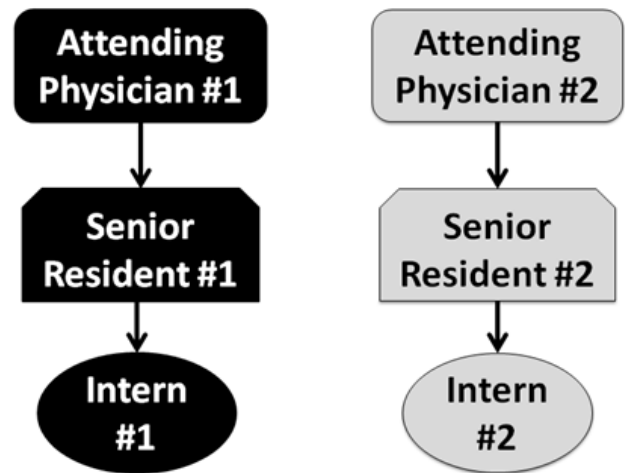 Attending
Physician #1
Senior
Resident #1
Intern
#1
Attending
Physician #2
Senior
Resident #2
Intern
#2